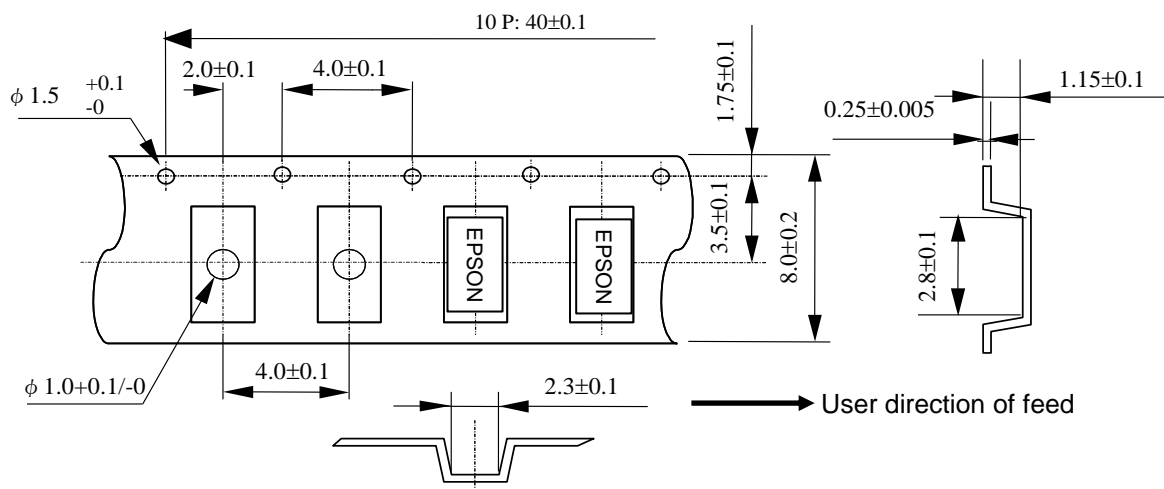 10 P: 40±0.1
2.0±0.1
4.0±0.1
1.75±0.1
1.15±0.1
φ 1.5 +0.1
-0
0.25±0.005
EPSON
EPSON
3.5±0.1
8.0±0.2
2.8±0.1
φ 1.0+0.1/-0
4.0±0.1
2.3±0.1
User direction of feed